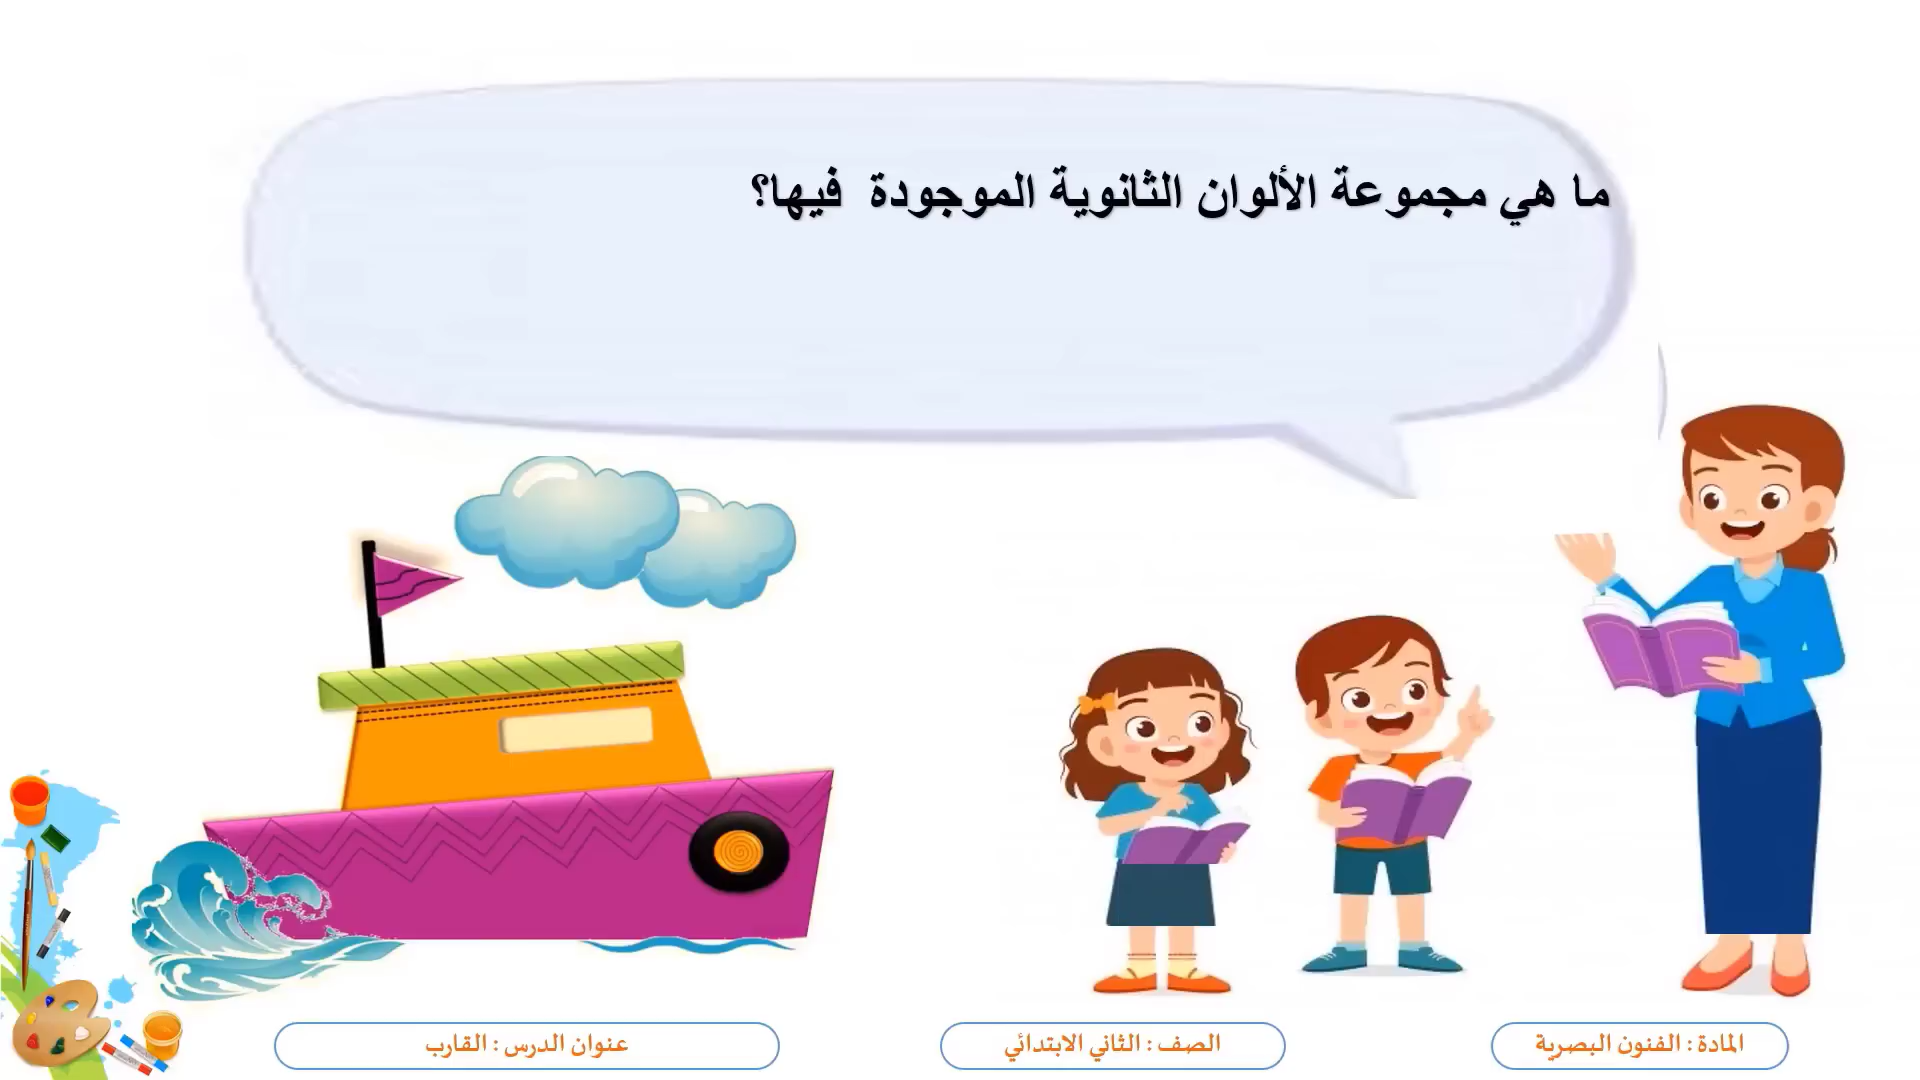 ما هي مجموعة الألوان الثانوية الموجودة فيها؟
المادة : الفنون البصرية
الصف : الثاني الابتدائي
عنوان الدرس : القارب